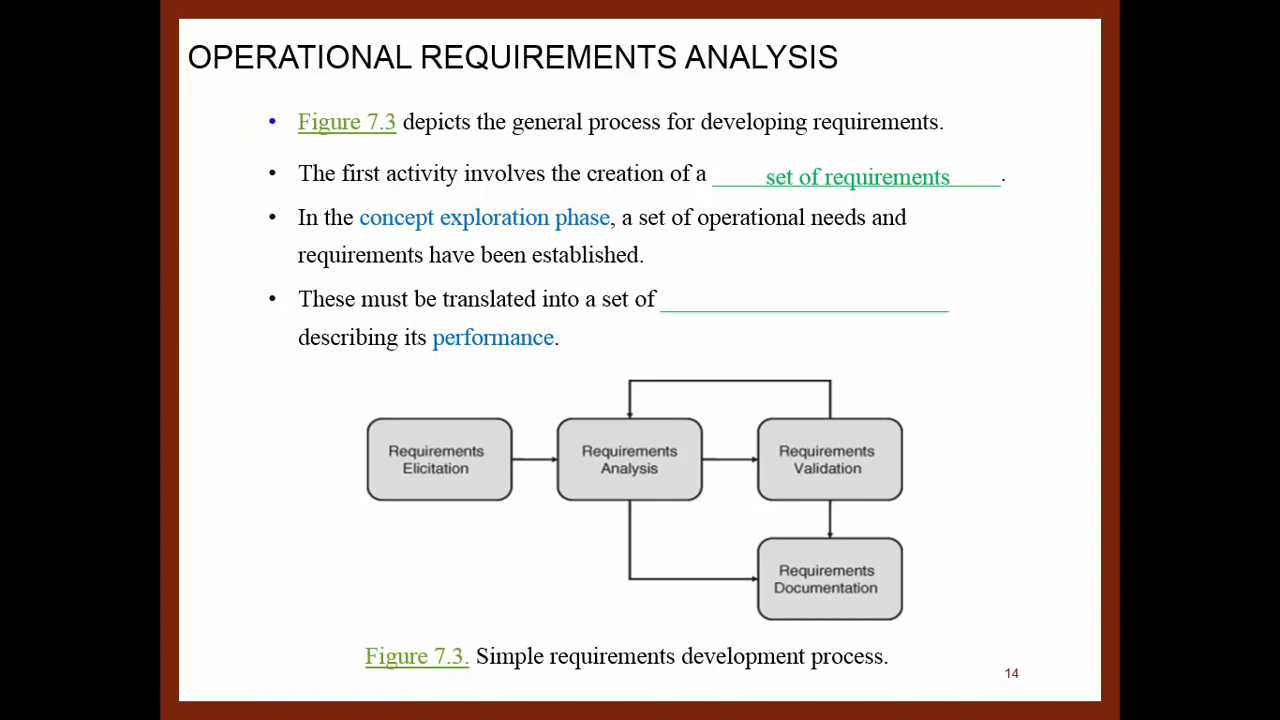 OPERATIONAL REQUIREMENTS ANALYSIS
• Figure 7.3 depicts the general process for developing requirements.
• The first activity involves the creation of a set of requirements.
• In the concept exploration phase, a set of operational needs and
requirements have been established.
• These must be translated into a set of ________________________
describing its performance.
Requirements
Elicitation
Requirements
Analysis
Requirements
Validation
Requirements
Documentation
Figure 7.3. Simple requirements development process.
14